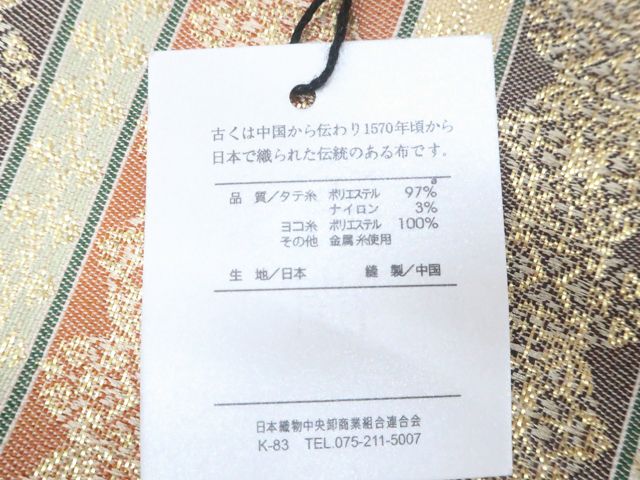 古くは中国から伝わり1570年頃から
日本で織られた伝統のある布です。
品 質/タテ糸 ポリエステル 97%
ナイロン 3%
ヨコ糸 ポリエステル 100%
その他 金属糸使用
生 地/日本 縫 製/中国
日本織物中央卸商業組合連合会
K-83 TEL.075-211-5007